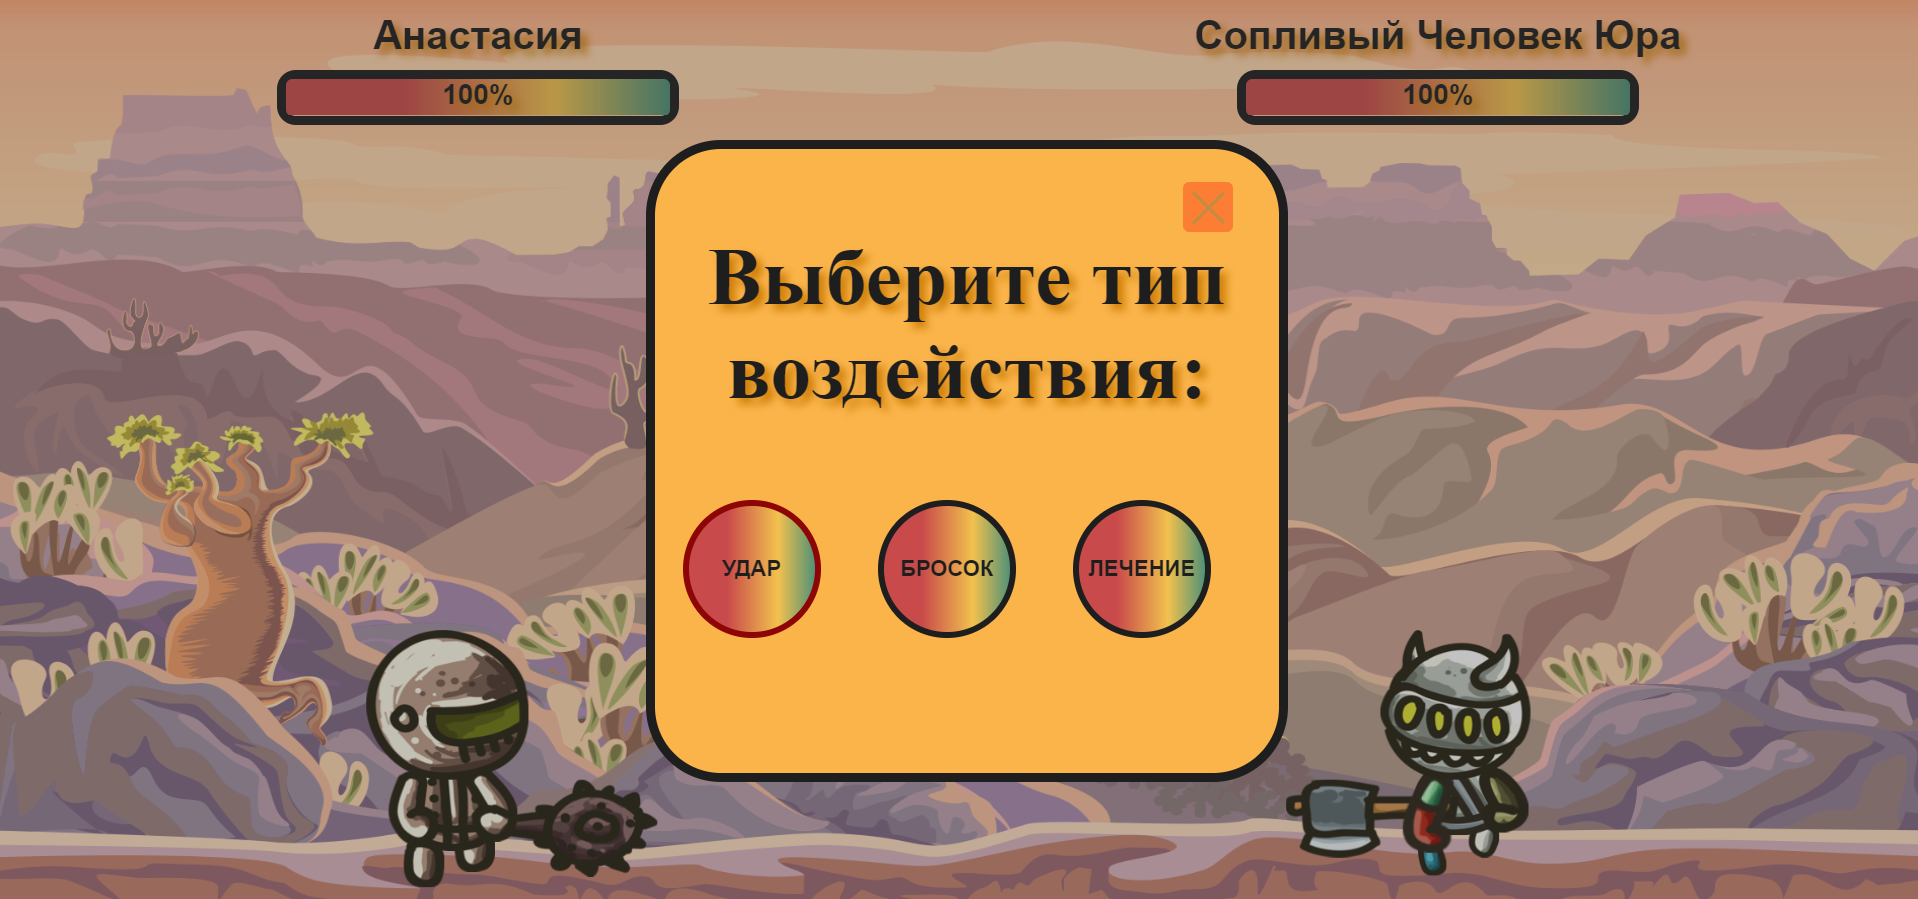 Анастасия
100%
Сопливый Человек Юра
100%
Выберите тип
воздействия:
УДАР
БРОСОК
ЛЕЧЕНИЕ